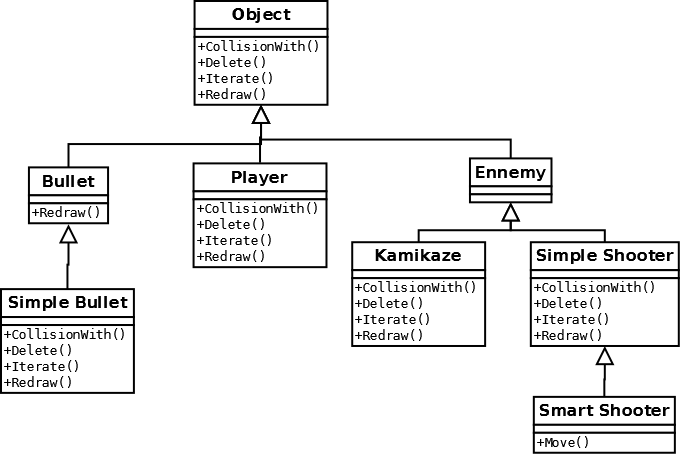 Object
+CollisionWith()
+Delete()
+Iterate()
+Redraw()
Bullet
+Redraw()
Player
+CollisionWith()
+Delete()
+Iterate()
+Redraw()
Ennemy
Simple Bullet
+CollisionWith()
+Delete()
+Iterate()
+Redraw()
Kamikaze
+CollisionWith()
+Delete()
+Iterate()
+Redraw()
Simple Shooter
+CollisionWith()
+Delete()
+Iterate()
+Redraw()
Smart Shooter
+Move()